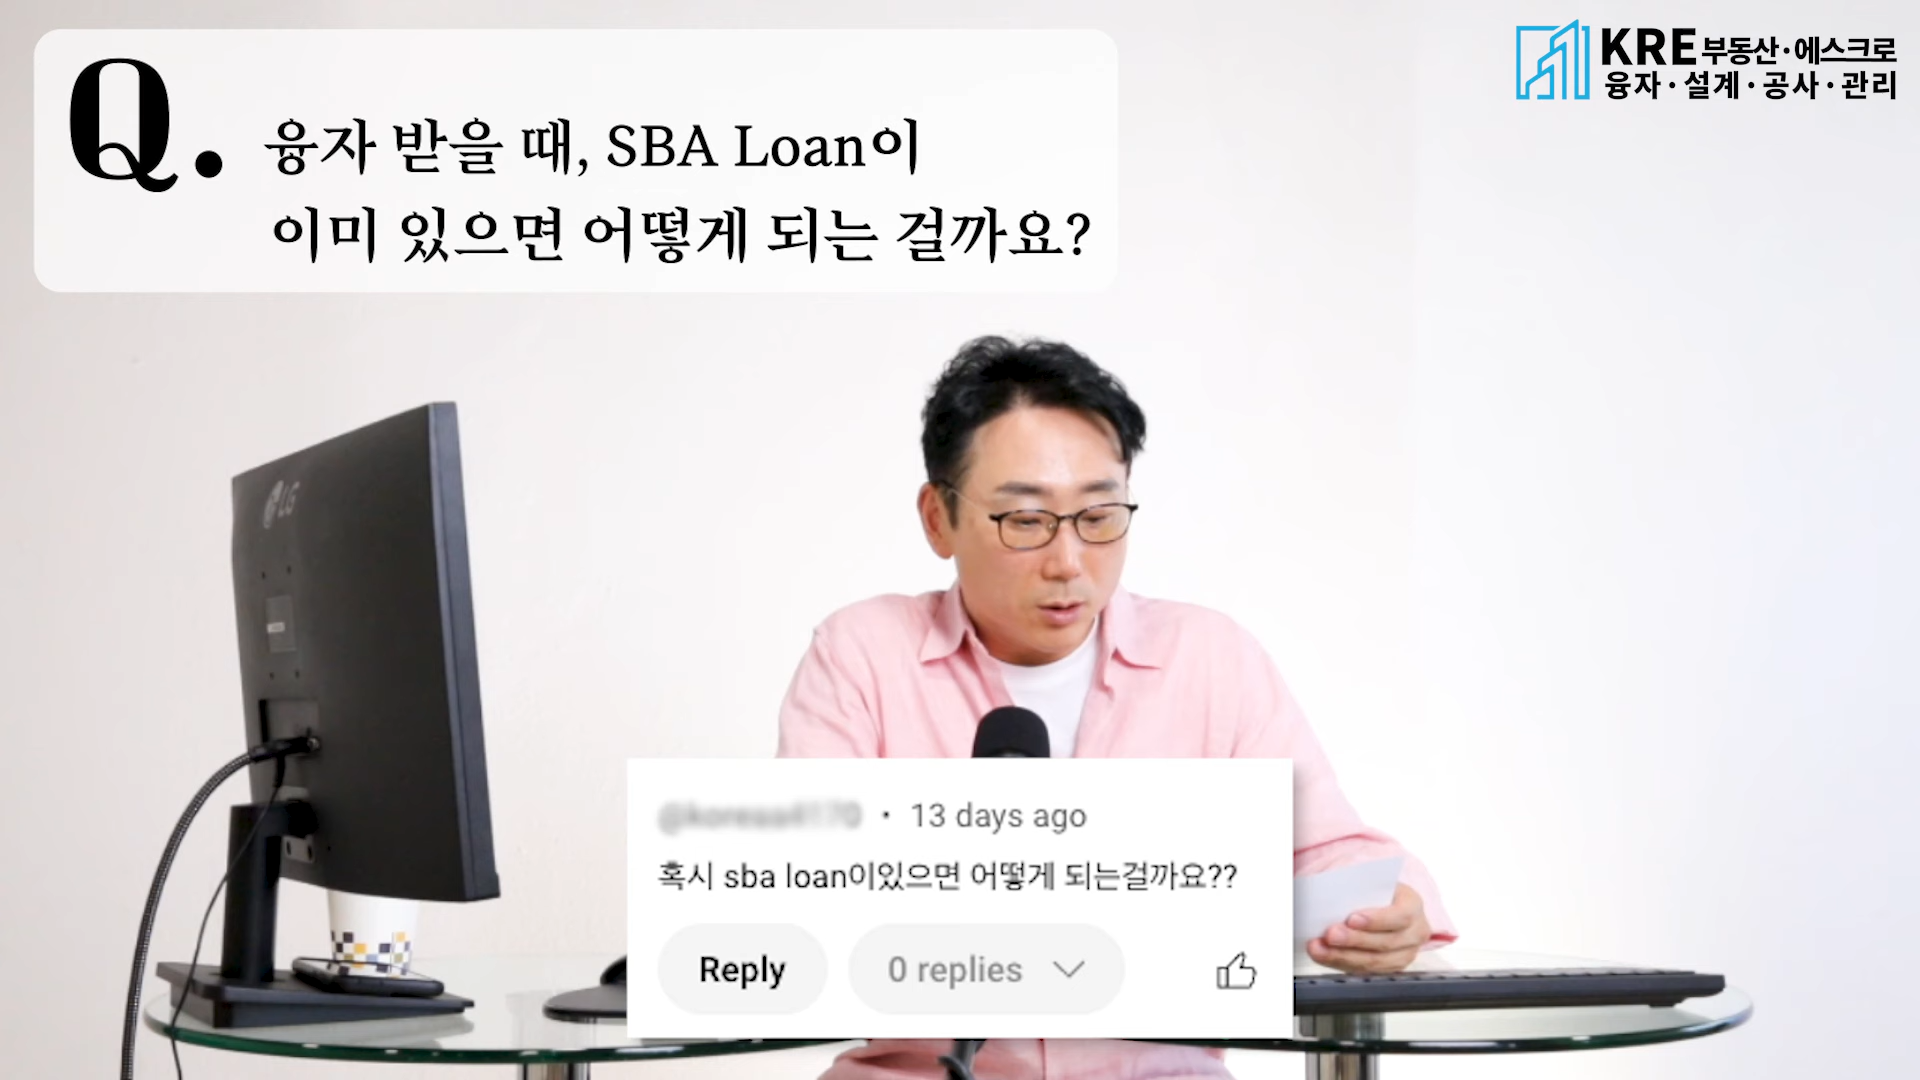 Q. 융자 받을 때, SBA Loan이
이미 있으면 어떻게 되는 걸까요?
KRE 부동산·에스크로
융자·설계·공사·관리
LG
· 13 days ago
혹시 sba loan이있으면 어떻게 되는걸까요??
Reply
0 replies